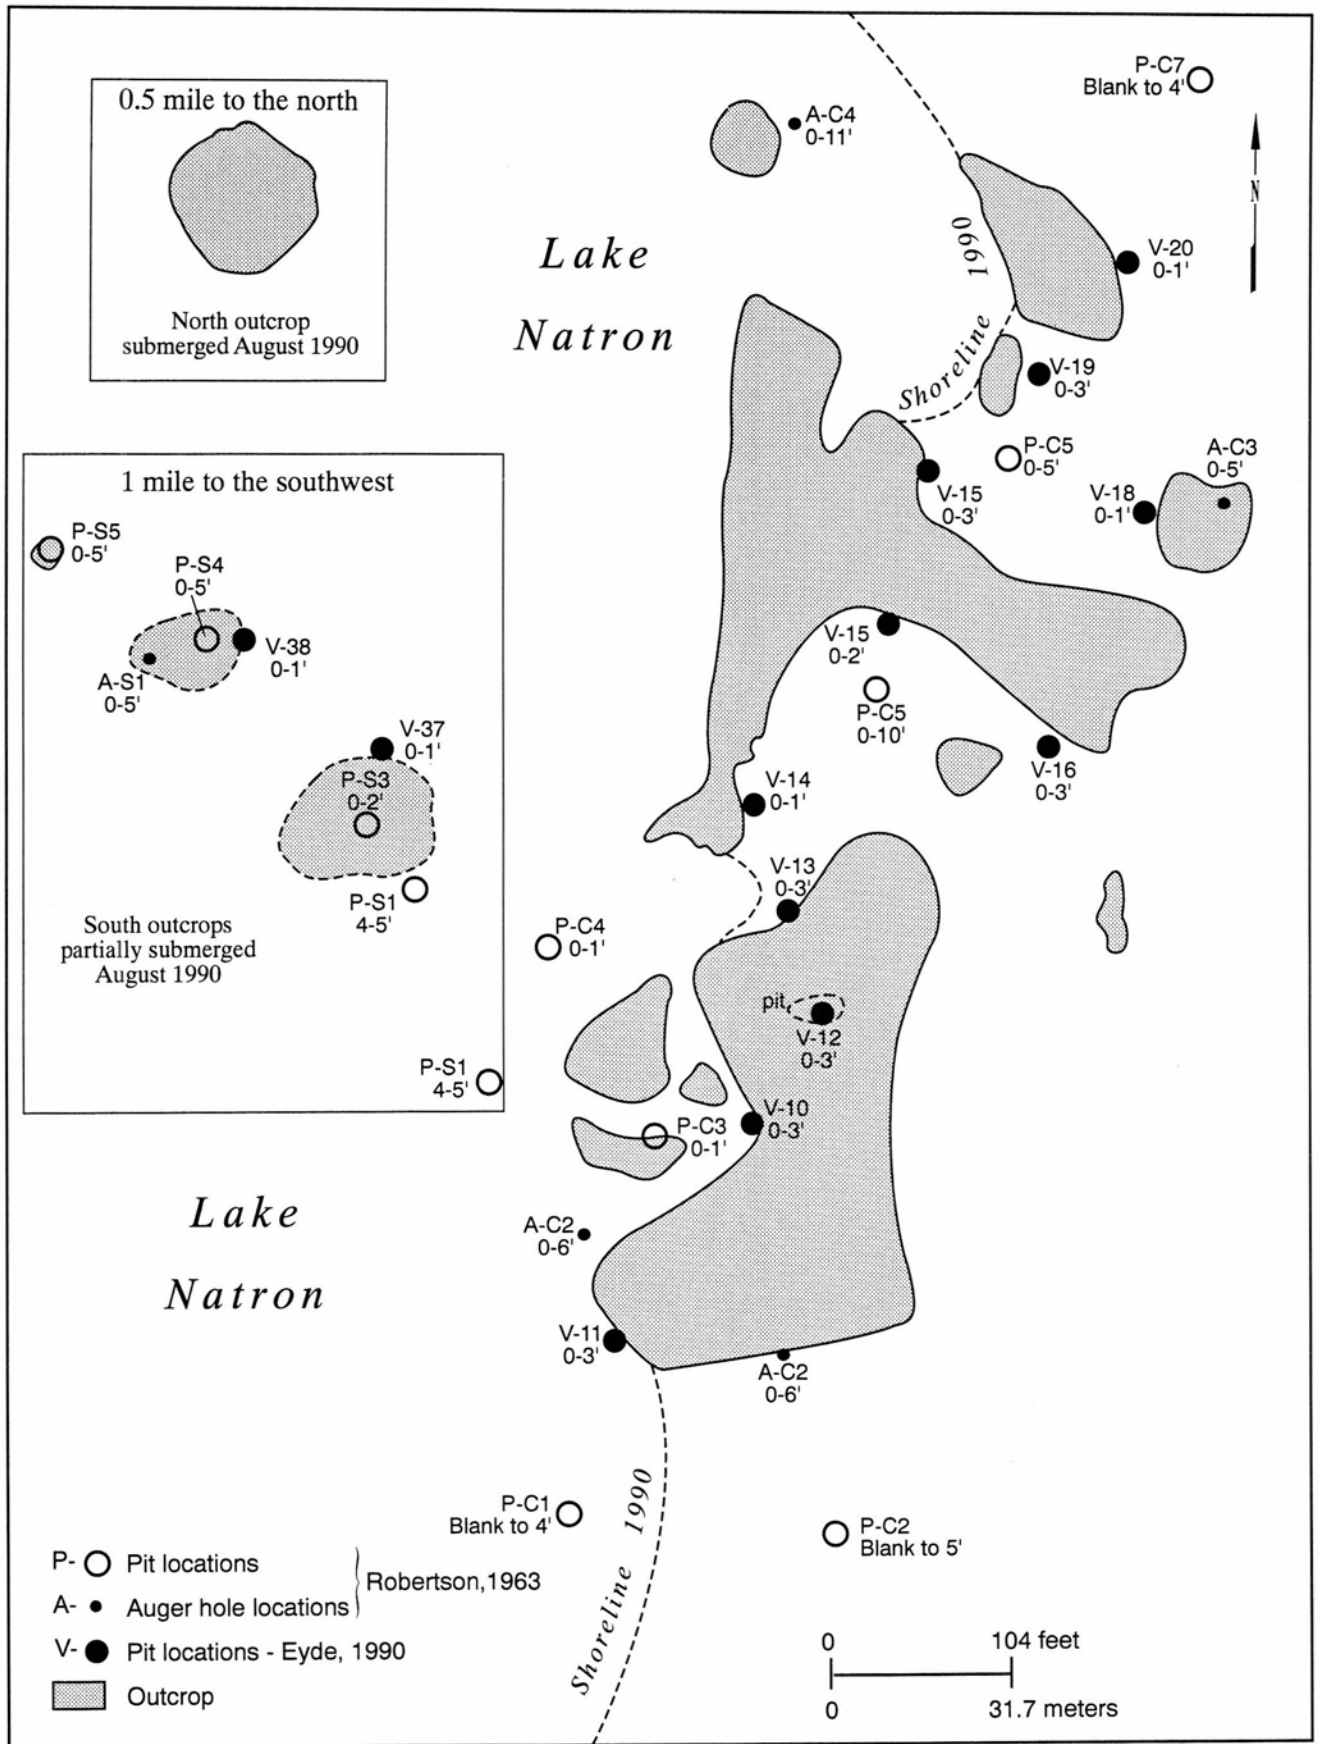 P-C7
Blank to 4'
0.5 mile to the north
North outcrop
submerged August 1990
A-C4
0-11'
N
Lake
Natron
1990
Shoreline
V-20
0-1'
V-19
0-3'
P-C5
0-5'
A-C3
0-5'
V-15
0-3'
V-18
0-1'
1 mile to the southwest
P-S5
0-5'
P-S4
0-5'
V-38
0-1'
A-S1
0-5'
V-37
0-1'
P-S3
0-2'
P-S1
4-5'
South outcrops
partially submerged
August 1990
P-S1
4-5'
V-15
0-2'
P-C5
0-10'
V-16
0-3'
V-14
0-1'
V-13
0-3'
P-C4
0-1'
pit
V-12
0-3'
V-10
0-3'
P-C3
0-1'
Lake
Natron
A-C2
0-6'
V-11
0-3'
A-C2
0-6'
P-C1
Blank to 4'
Shoreline 1990
P-C2
Blank to 5'
P- Pit locations
A- Auger hole locations
Robertson,1963
V- Pit locations - Eyde, 1990
Outcrop
0 104 feet
0 31.7 meters